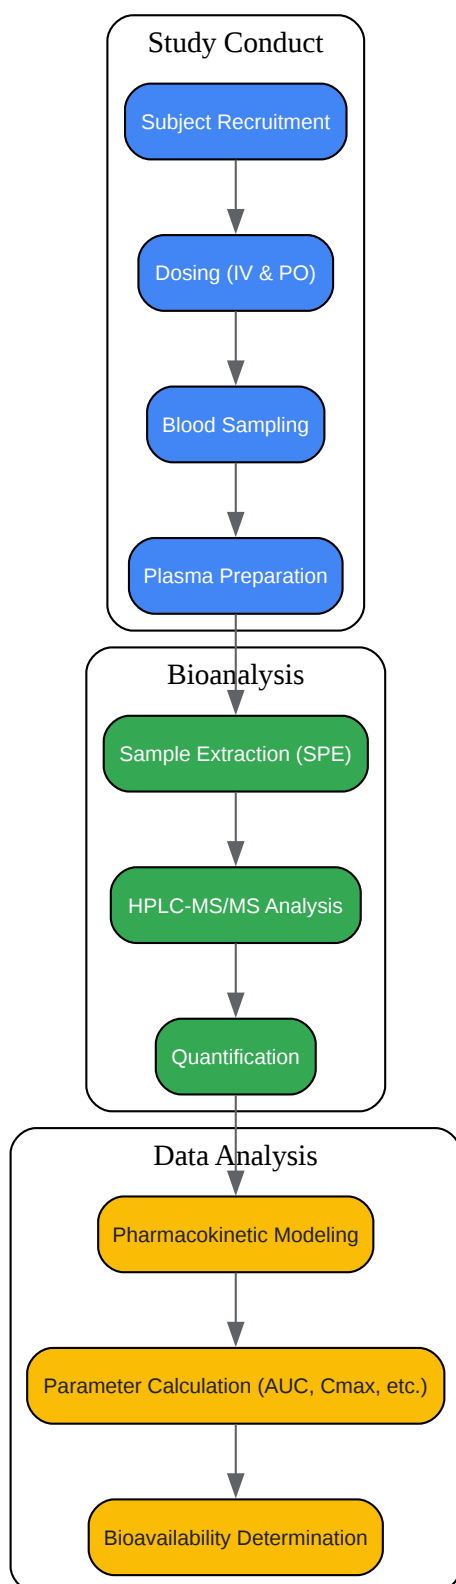 Study Conduct
Subject Recruitment
Dosing (IV & PO)
Blood Sampling
Plasma Preparation
Bioanalysis
Sample Extraction (SPE)
HPLC-MS/MS Analysis
Quantification
Data Analysis
Pharmacokinetic Modeling
Parameter Calculation (AUC, Cmax, etc.)
Bioavailability Determination